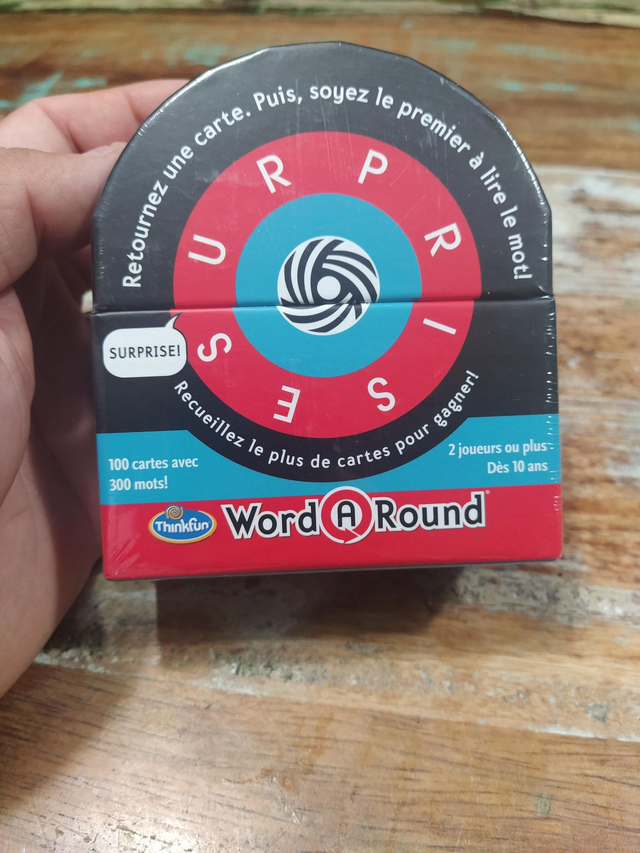 Retournez une carte. Puis, soyez le premier à lire le mot!
SURPRISES
SURPRISE!
Recueillez le plus de cartes pour gagner!
100 cartes avec
300 mots!
2 joueurs ou plus
Dès 10 ans
Thinkfun
Word A Round